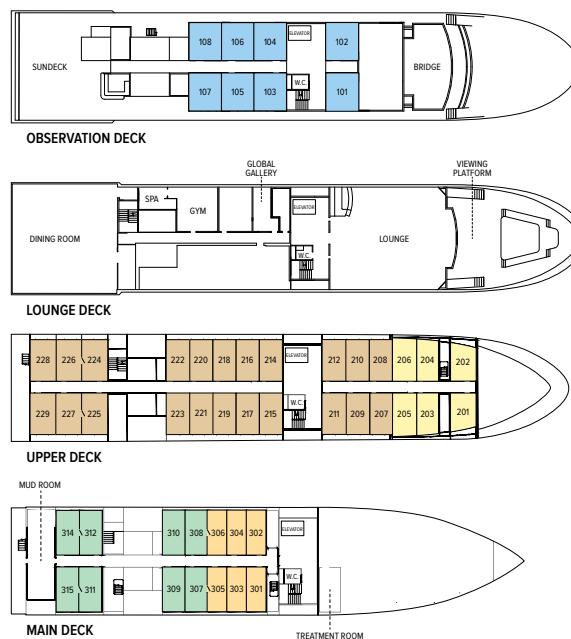 108 106 104 ELEVATOR 102
SUNDECK BRIDGE
W.C.
107 105 103 101
OBSERVATION DECK
GLOBAL
GALLERY
VIEWING
PLATFORM
SPA
GYM
ELEVATOR
DINING ROOM LOUNGE
W.C.
LOUNGE DECK
228 226 224 222 220 218 216 214 ELEVATOR 212 210 208 206 204 202
W.C.
229 227 225 223 221 219 217 215 211 209 207 205 203 201
UPPER DECK
MUD ROOM
314 312 310 308 306 304 302 ELEVATOR
W.C.
315 311 309 307 305 303 301
MAIN DECK
TREATMENT ROOM